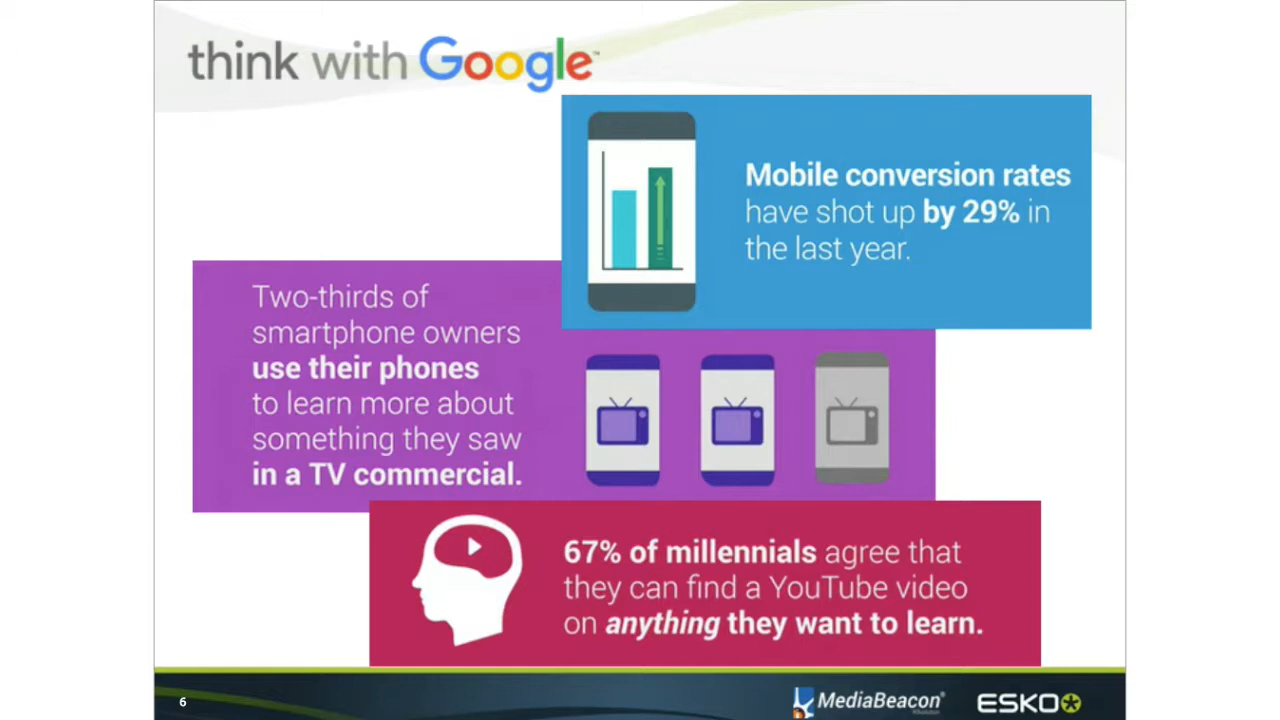 think with Google™
Mobile conversion rates
have shot up by 29% in
the last year.
Two-thirds of
smartphone owners
use their phones
to learn more about
something they saw
in a TV commercial.
67% of millennials agree that
they can find a YouTube video
on anything they want to learn.
6
MediaBeacon®
ESKO